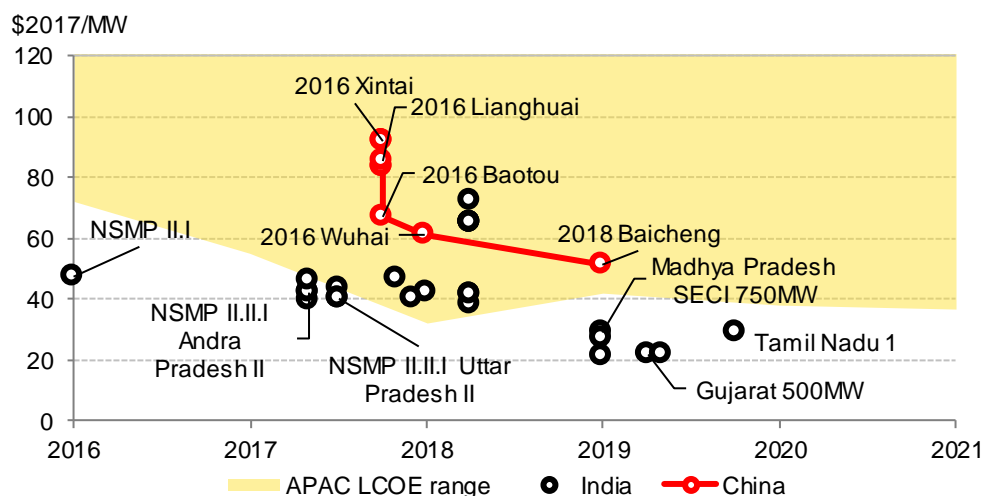 $2017/MW
120
100
80
60
40
20
0
2016 Xintai
2016 Lianghuai
2016 Baotou
NSMP II.I
2016 Wuhai
2018 Baicheng
Madhya Pradesh
SECI 750MW
NSMP II.II.I
Andra
Pradesh II
NSMP II.II.I Uttar
Pradesh II
Tamil Nadu 1
Gujarat 500MW
2016
2017
2018
2019
2020
2021
APAC LCOE range
India
China